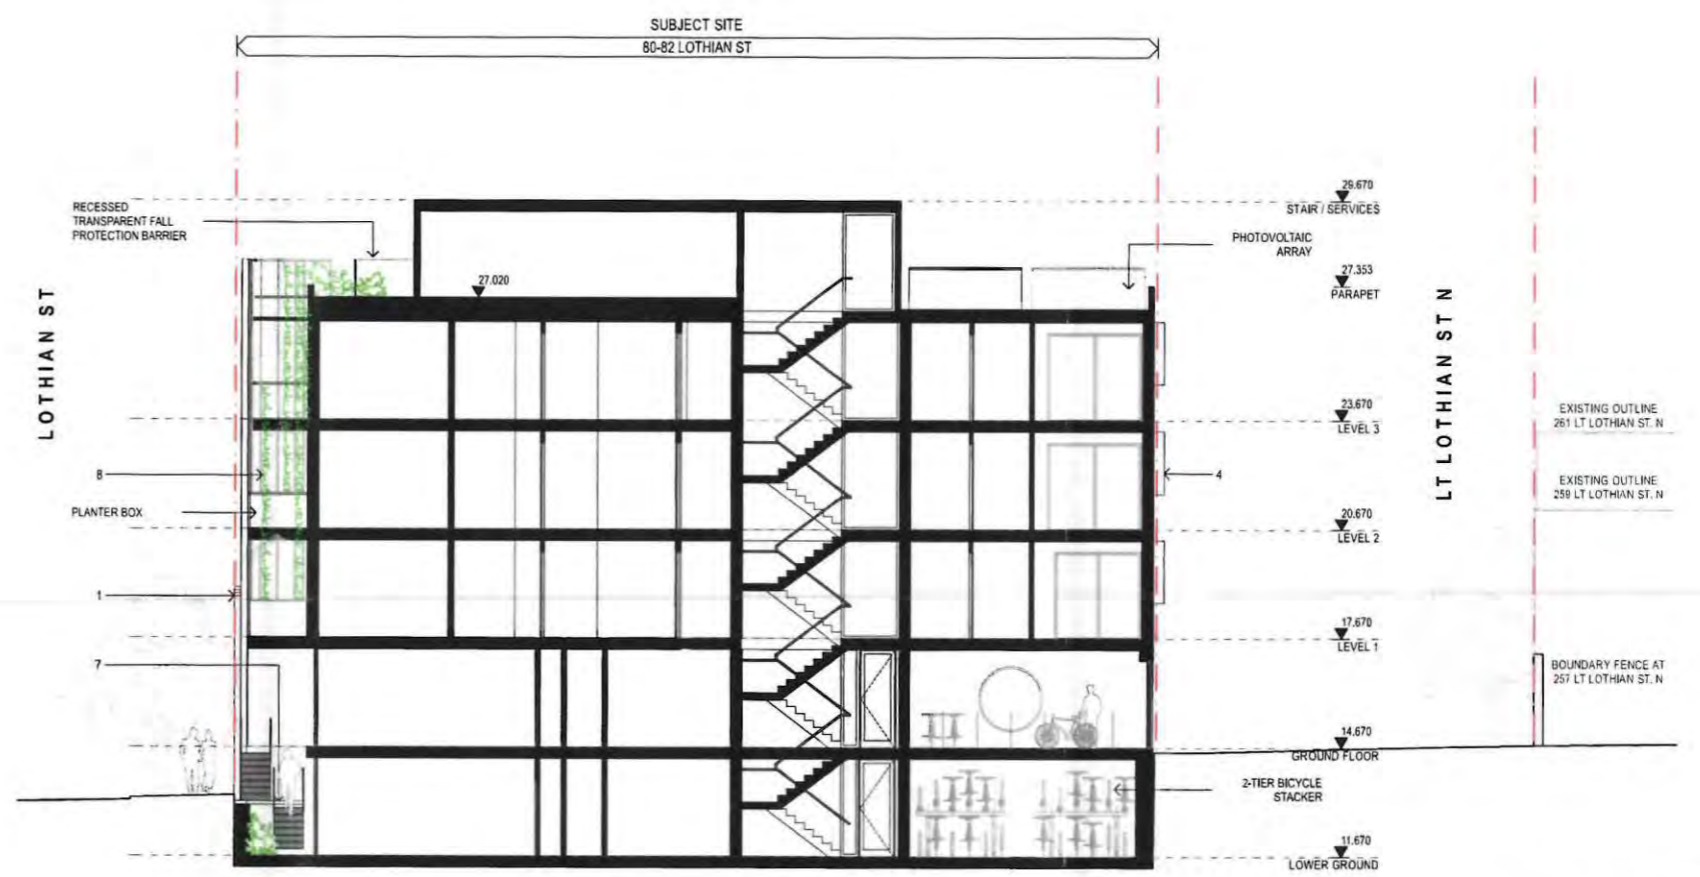 SUBJECT SITE
80-82 LOTHIAN ST
29.670
STAIR / SERVICES
RECESSED
TRANSPARENT FALL
PROTECTION BARRIER
PHOTOVOLTAIC
ARRAY
27.020
27.353
PARAPET
LOTHIAN ST
LT LOTHIAN ST N
23.670
LEVEL 3
EXISTING OUTLINE
261 LT LOTHIAN ST. N
8
4
EXISTING OUTLINE
259 LT LOTHIAN ST. N
PLANTER BOX
20.670
LEVEL 2
1
17.670
LEVEL 1
7
BOUNDARY FENCE AT
257 LT LOTHIAN ST. N
14.670
GROUND FLOOR
2-TIER BICYCLE
STACKER
11.670
LOWER GROUND